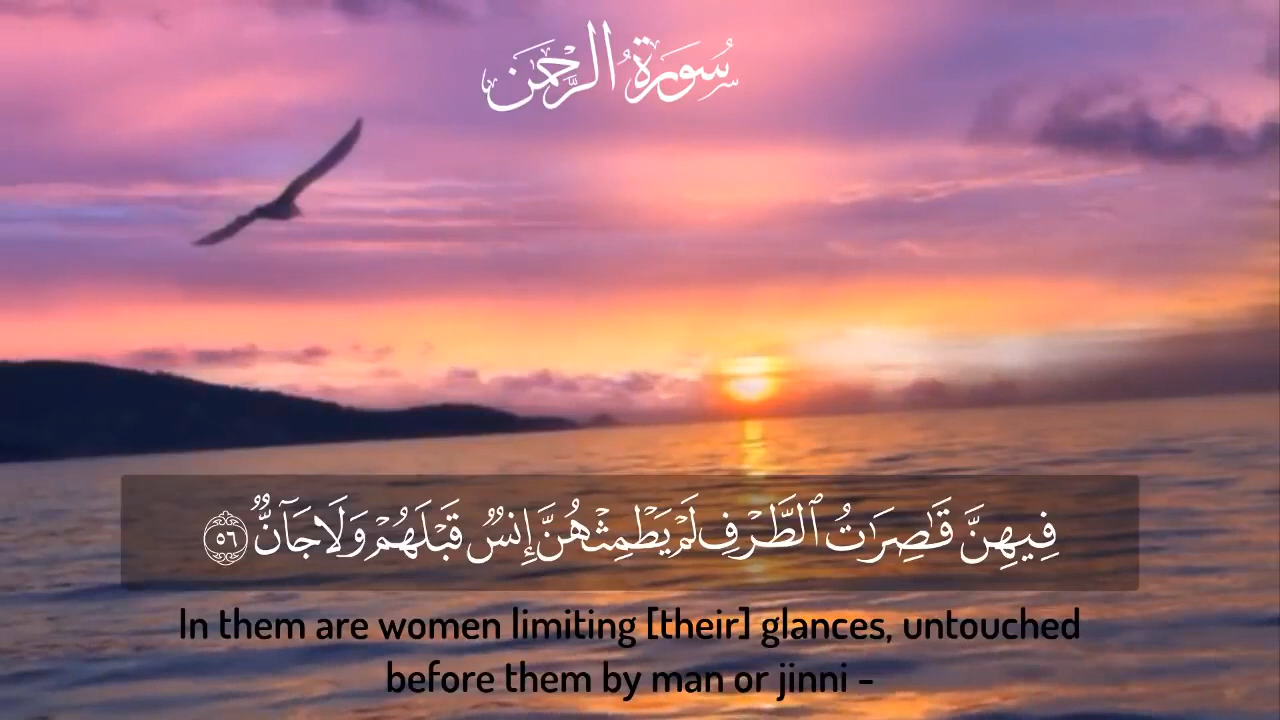 سُورَةُ الرَّحْمَٰن
فِيهِنَّ قَٰصِرَٰتُ ٱلطَّرْفِ لَمْ يَطْمِثْهُنَّ إِنسٌ قَبْلَهُمْ وَلَا جَآنٌّ ٥٦
In them are women limiting [their] glances, untouched
before them by man or jinni -